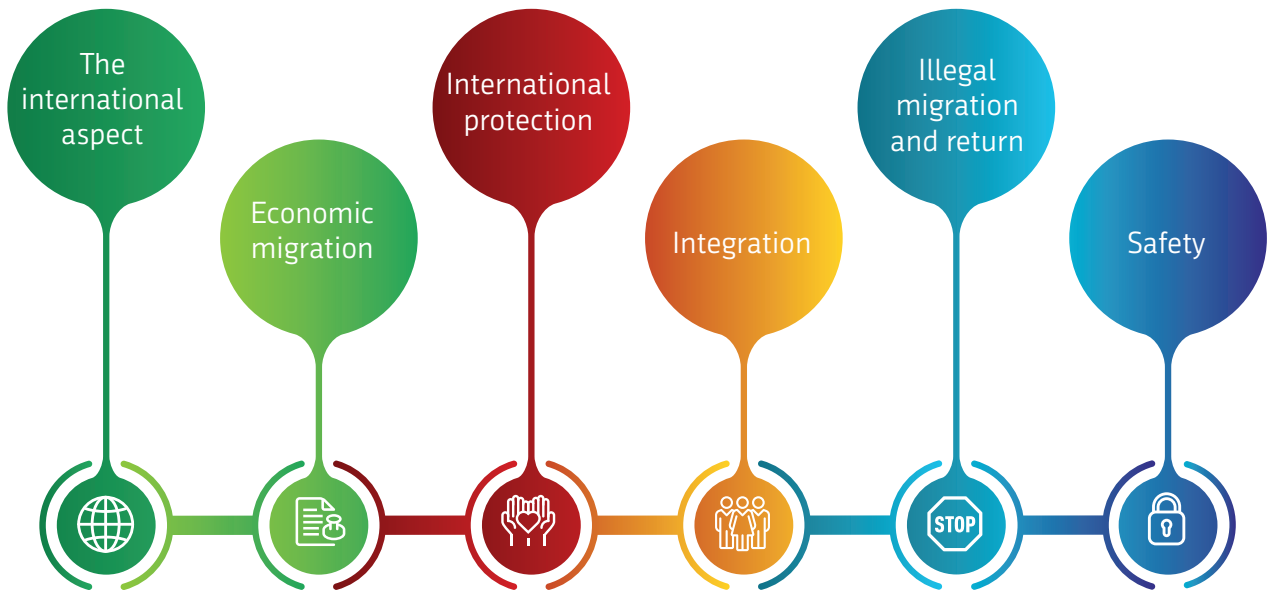 The
international
aspect
Economic
migration
International
protection
Integration
Illegal
migration
and return
Safety
STOP